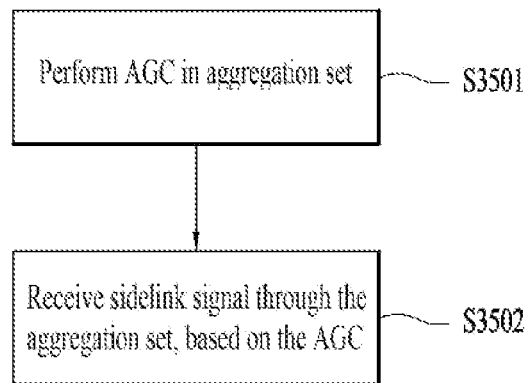 Perform AGC in aggregation set
S3501
Receive sidelink signal through the
aggregation set, based on the AGC
S3502